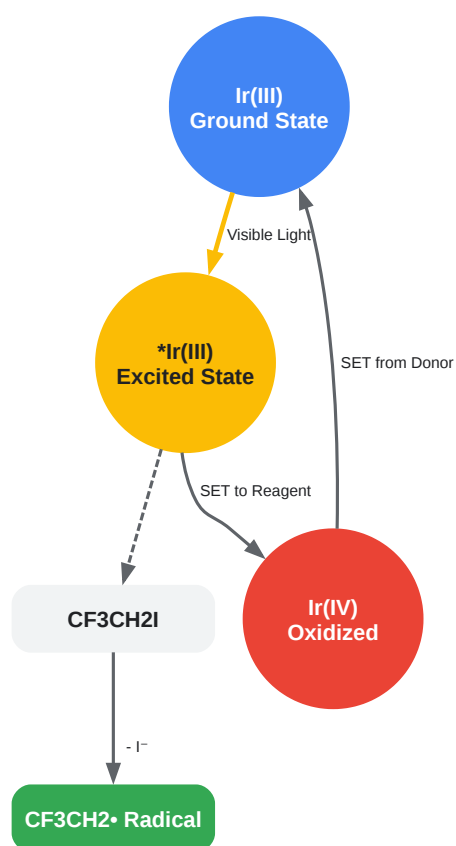 Ir(III)
Ground State
Visible Light
*Ir(III)
Excited State
SET from Donor
SET to Reagent
CF3CH2I
Ir(IV)
Oxidized
- I⁻
CF3CH2• Radical